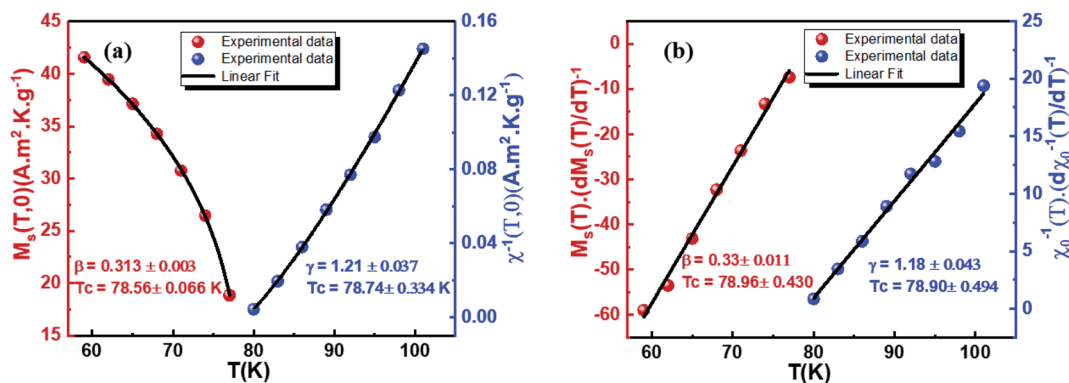 (a)
Experimental data
Experimental data
Linear Fit
M_s(T,0)(A.m².K.g⁻¹)
45
40
35
30
25
20
15
χ⁻¹(T,0)(A.m².K.g⁻¹)
0.16
0.12
0.08
0.04
0.00
β = 0.313 ± 0.003
Tc = 78.56 ± 0.066 K
γ = 1.21 ± 0.037
Tc = 78.74± 0.334 K
60 70 80 90 100
T(K)
(b)
Experimental data
Experimental data
Linear Fit
M_s(T).(dM_s(T)/dT)⁻¹
0
-10
-20
-30
-40
-50
-60
χ₀⁻¹(T).(dχ₀⁻¹(T)/dT)⁻¹
25
20
15
10
5
0
β = 0.33± 0.011
Tc = 78.96± 0.430
γ = 1.18± 0.043
Tc = 78.90± 0.494
60 70 80 90 100
T(K)